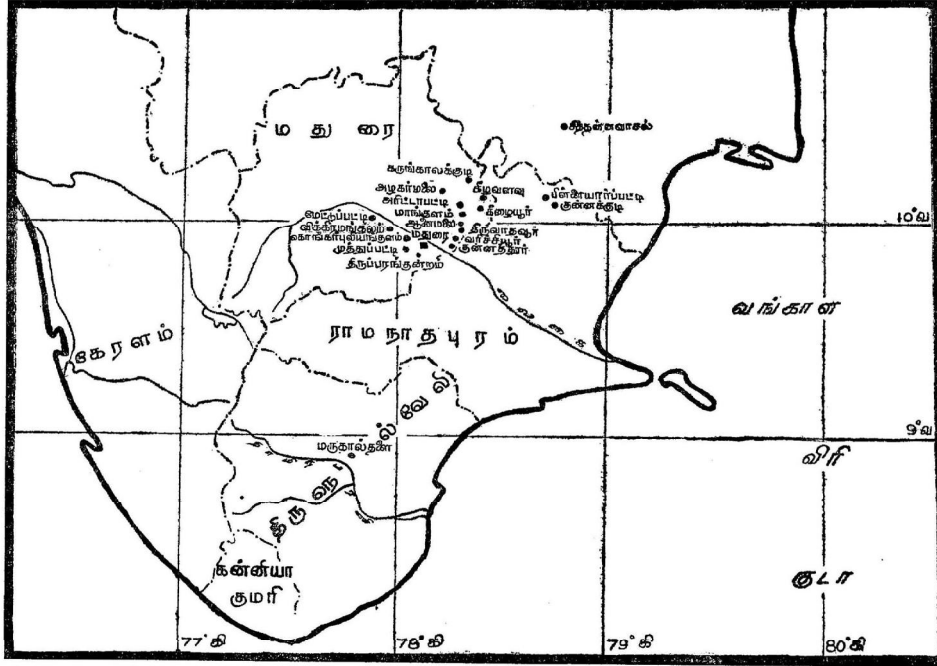 மதுரை
சித்தன்னவாசல்
கருங்காலக்குடி
அழகர்மலை
கீழவளவு
அரிட்டாபட்டி
பிள்ளையார்ப்பட்டி
மாங்குளம்
கீழையூர்
குன்னக்குடி
மேட்டுப்பட்டி
ஆனைமலை
திருவாதவூர்
விக்கிரமங்கலம்
மதுரை
வரிச்சியூர்
கொங்கர்புளியங்குளம்
குன்னத்தூர்
முத்துப்பட்டி
திருப்பரங்குன்றம்
10°வ
வங்காள
கேரளம்
ராமநாதபுரம்
திருநெல்வேலி
மருகால்தலை
9°வ
விரி
கன்னியா
குமரி
குடா
77°கி
78°கி
79°கி
80°கி